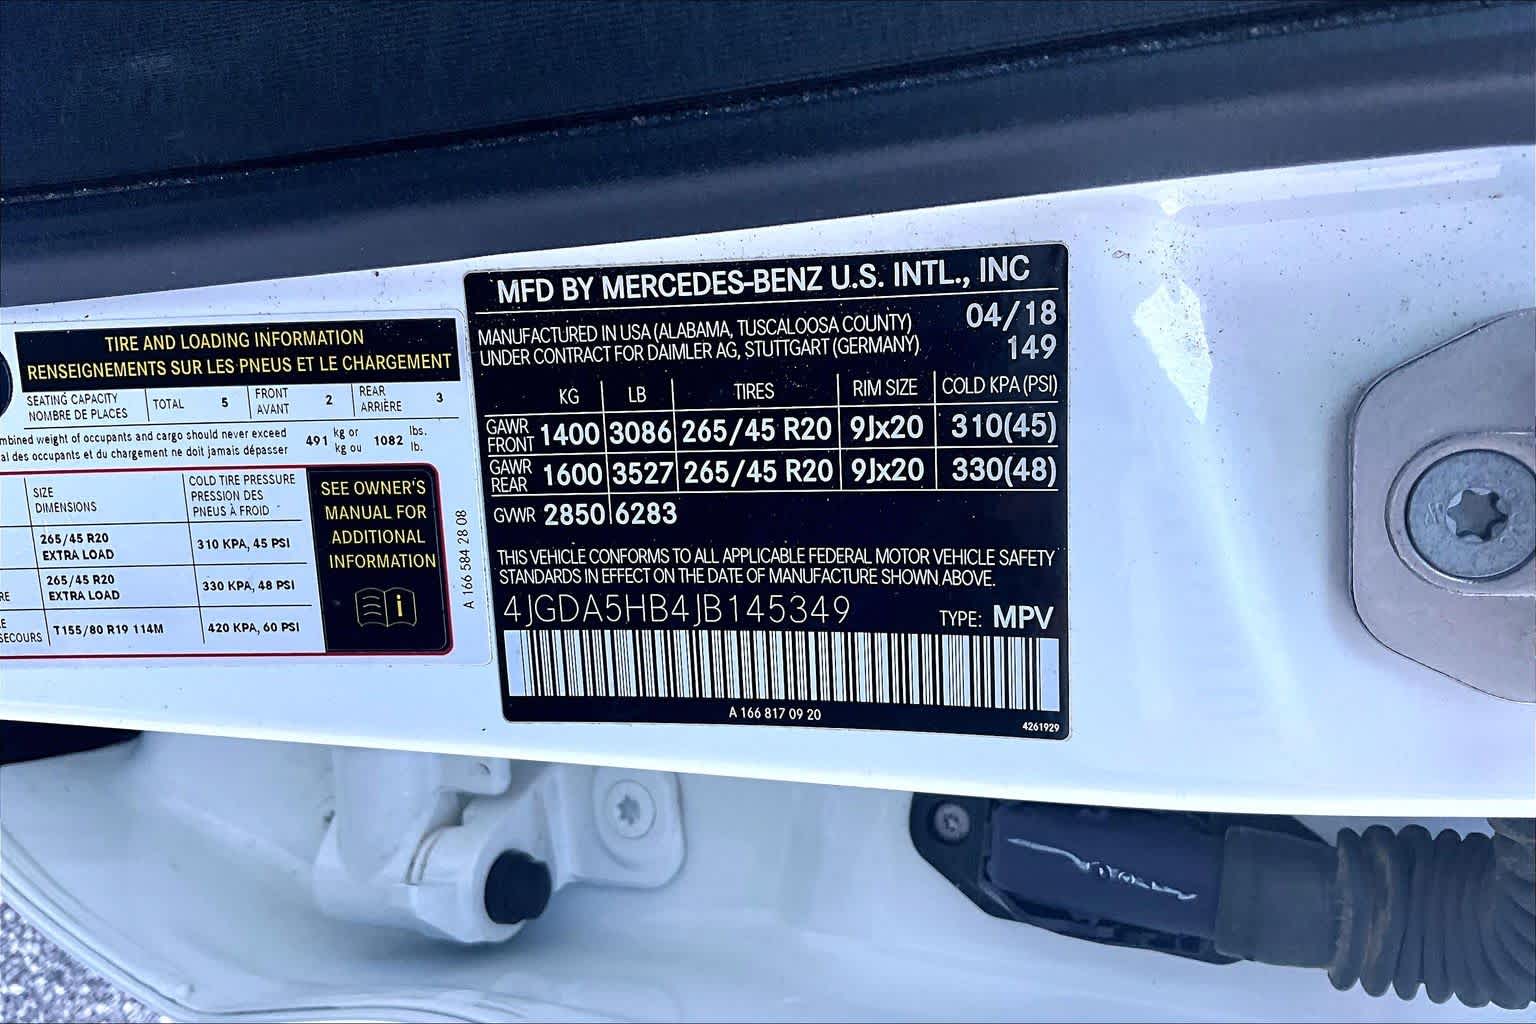 TIRE AND LOADING INFORMATION
RENSEIGNEMENTS SUR LES PNEUS ET LE CHARGEMENT
SEATING CAPACITY
NOMBRE DE PLACES
TOTAL 5
FRONT
AVANT
2
REAR
ARRIÈRE
3
weight of occupants and cargo should never exceed
des occupants et du chargement ne doit jamais dépasser
491 kg or
kg ou
1082 lbs.
lb.
SIZE
DIMENSIONS
COLD TIRE PRESSURE
PRESSION DES
PNEUS À FROID
265/45 R20
EXTRA LOAD
310 KPA, 45 PSI
265/45 R20
EXTRA LOAD
330 KPA, 48 PSI
SECOURS
T155/80 R19 114M
420 KPA, 60 PSI
SEE OWNER'S
MANUAL FOR
ADDITIONAL
INFORMATION
i
A 166 584 28 08
MFD BY MERCEDES-BENZ U.S. INTL., INC
MANUFACTURED IN USA (ALABAMA, TUSCALOOSA COUNTY)
UNDER CONTRACT FOR DAIMLER AG, STUTTGART (GERMANY)
04/18
149
KG LB TIRES RIM SIZE COLD KPA (PSI)
GAWR
FRONT
1400 3086 265/45 R20 9Jx20 310(45)
GAWR
REAR
1600 3527 265/45 R20 9Jx20 330(48)
GVWR 2850 6283
THIS VEHICLE CONFORMS TO ALL APPLICABLE FEDERAL MOTOR VEHICLE SAFETY
STANDARDS IN EFFECT ON THE DATE OF MANUFACTURE SHOWN ABOVE.
4JGDA5HB4JB145349 TYPE: MPV
A 166 817 09 20
4261929